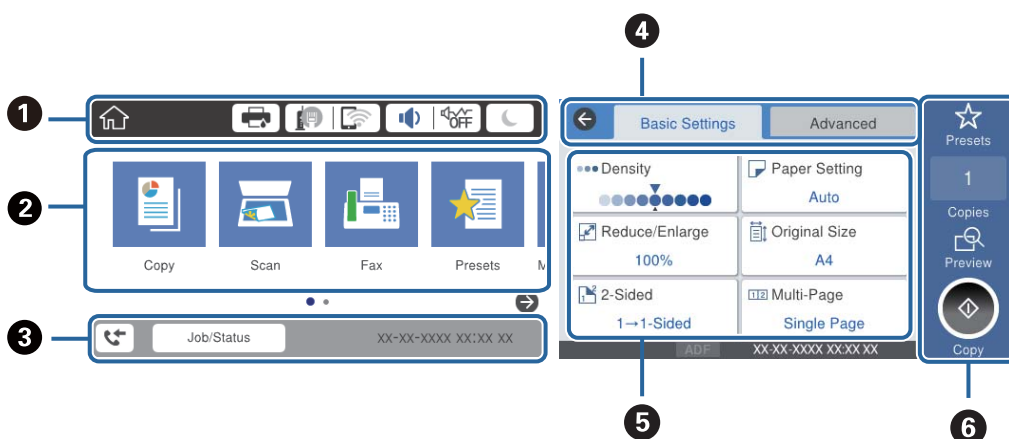 4
1
OFF
Basic Settings
Advanced
Presets
2
Copy
Scan
Fax
Presets
Density
Paper Setting
Auto
Reduce/Enlarge
100%
Original Size
A4
2-Sided
1→1-Sided
Multi-Page
Single Page
1
Copies
Preview
Copy
3
Job/Status
XX-XX-XXXX XX:XX XX
ADF
XX-XX-XXXX XX:XX XX
5
6